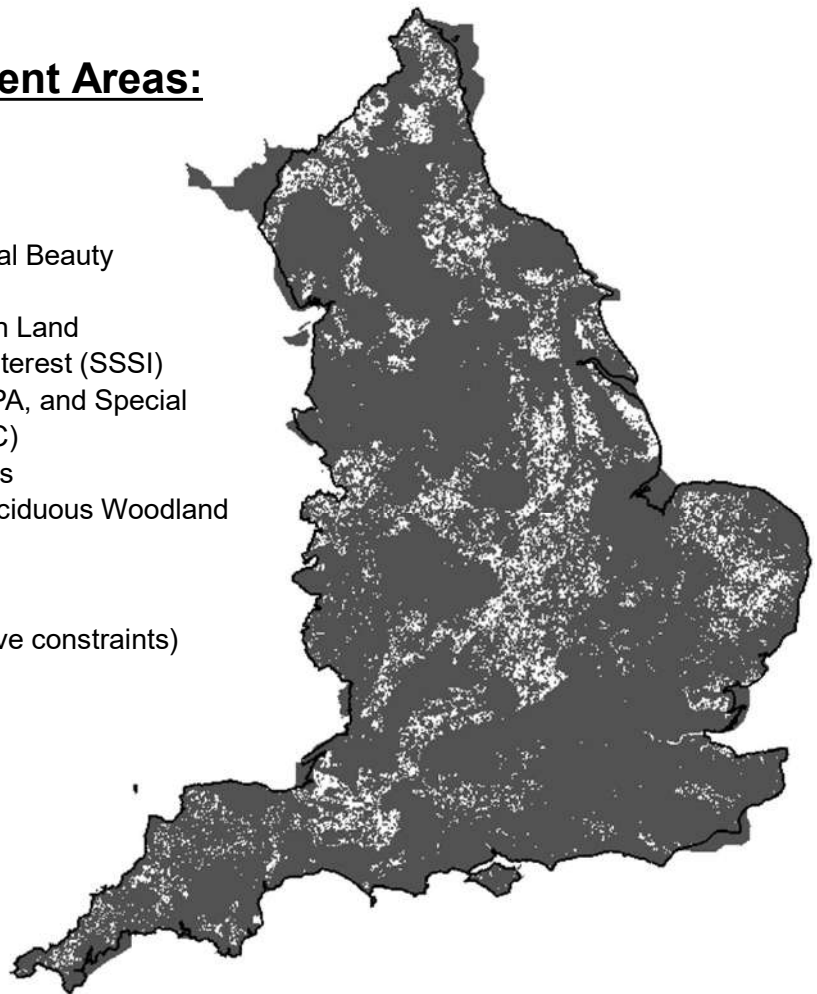 ent Areas:
al Beauty
n Land
terest (SSSI)
PA, and Special
C)
s
ciduous Woodland
ve constraints)